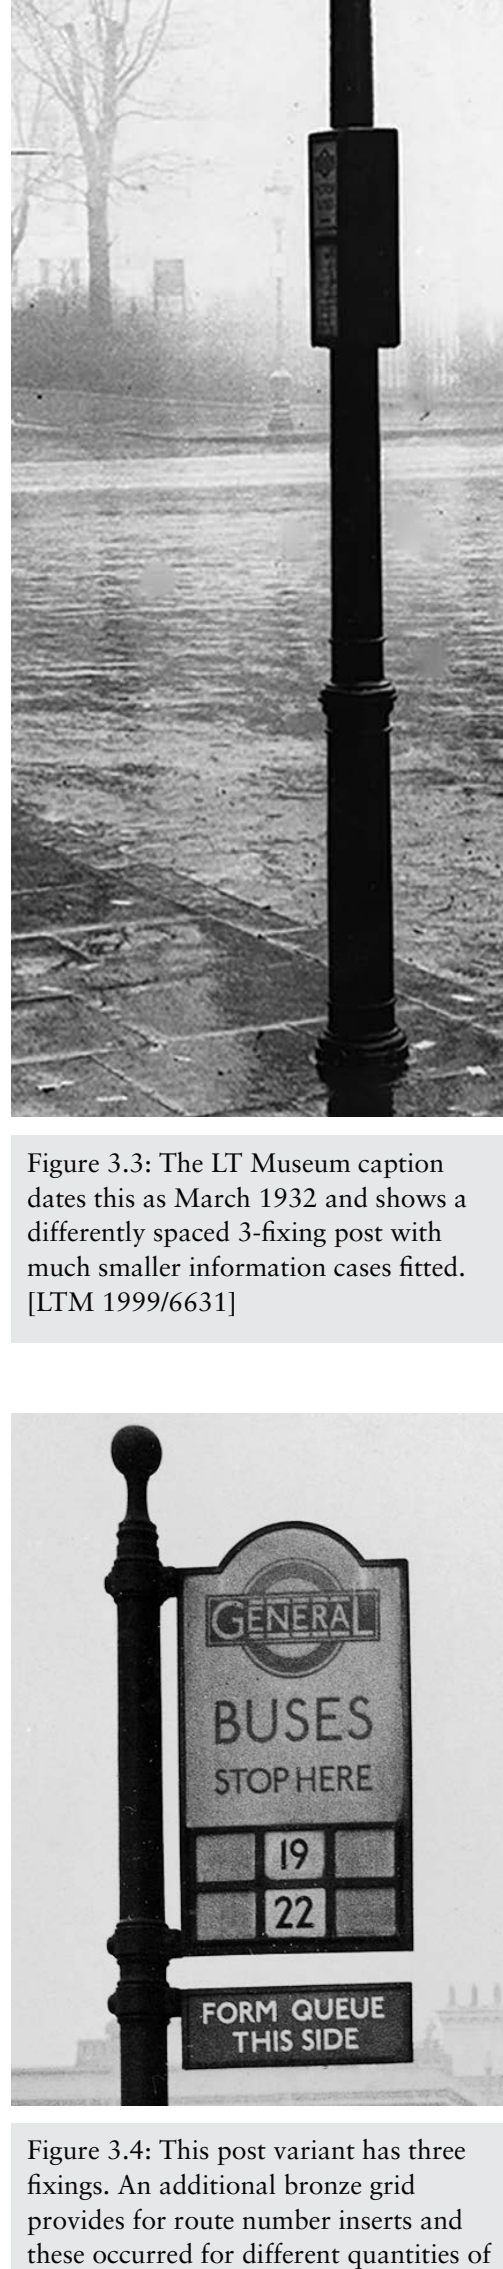 Figure 3.3: The LT Museum caption
dates this as March 1932 and shows a
differently spaced 3-fixing post with
much smaller information cases fitted.
[LTM 1999/6631]
GENERAL
BUSES
STOP HERE
19
22
FORM QUEUE
THIS SIDE
Figure 3.4: This post variant has three
fixings. An additional bronze grid
provides for route number inserts and
these occurred for different quantities of